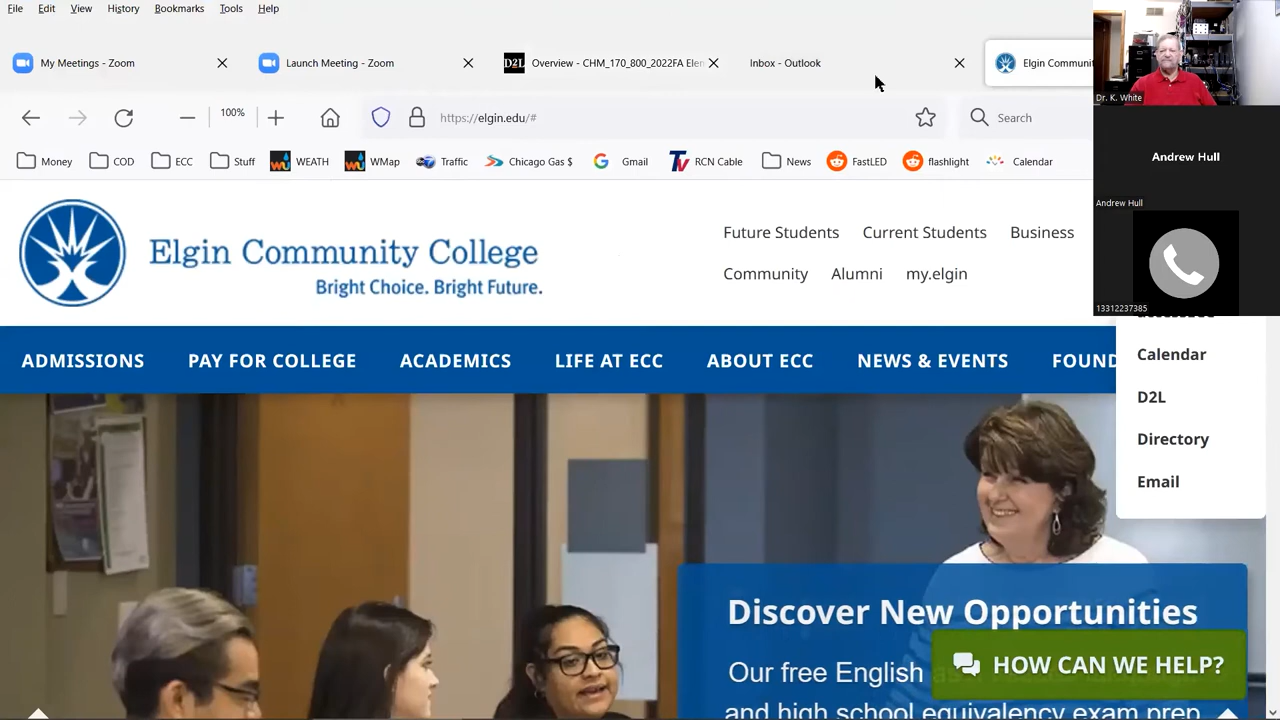 File Edit View History Bookmarks Tools Help
My Meetings - Zoom Launch Meeting - Zoom D2L Overview - CHM_170_800_2022FA Elen Inbox - Outlook Elgin Communi
100% https://elgin.edu/# Search
Money COD ECC Stuff WEATH WMap Traffic Chicago Gas $ Gmail TV RCN Cable News FastLED flashlight Calendar
Dr. K. White
Andrew Hull
Andrew Hull
13312237385
Elgin Community College
Bright Choice. Bright Future.
Future Students Current Students Business
Community Alumni my.elgin
ADMISSIONS PAY FOR COLLEGE ACADEMICS LIFE AT ECC ABOUT ECC NEWS & EVENTS FOUND
Calendar
D2L
Directory
Email
Discover New Opportunities
Our free English
and high school equivalency exam prep
HOW CAN WE HELP?